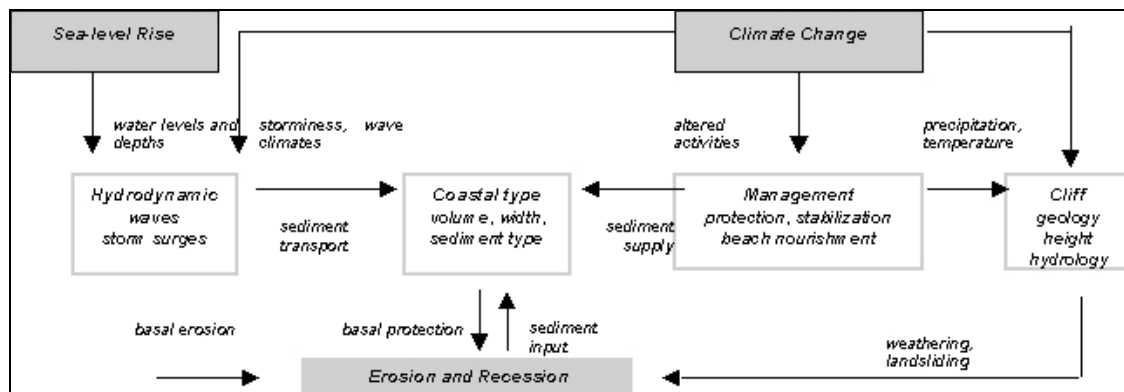 Sea-level Rise
Climate Change
water levels and
depths
storminess, wave
climates
altered
activities
precipitation,
temperature
Hydrodynamic
waves
storm surges
sediment
transport
Coastal type
volume, width,
sediment type
sediment
supply
Management
protection, stabilization
beach nourishment
Cliff
geology
height
hydrology
basal erosion
basal protection
sediment
input
weathering,
landsliding
Erosion and Recession